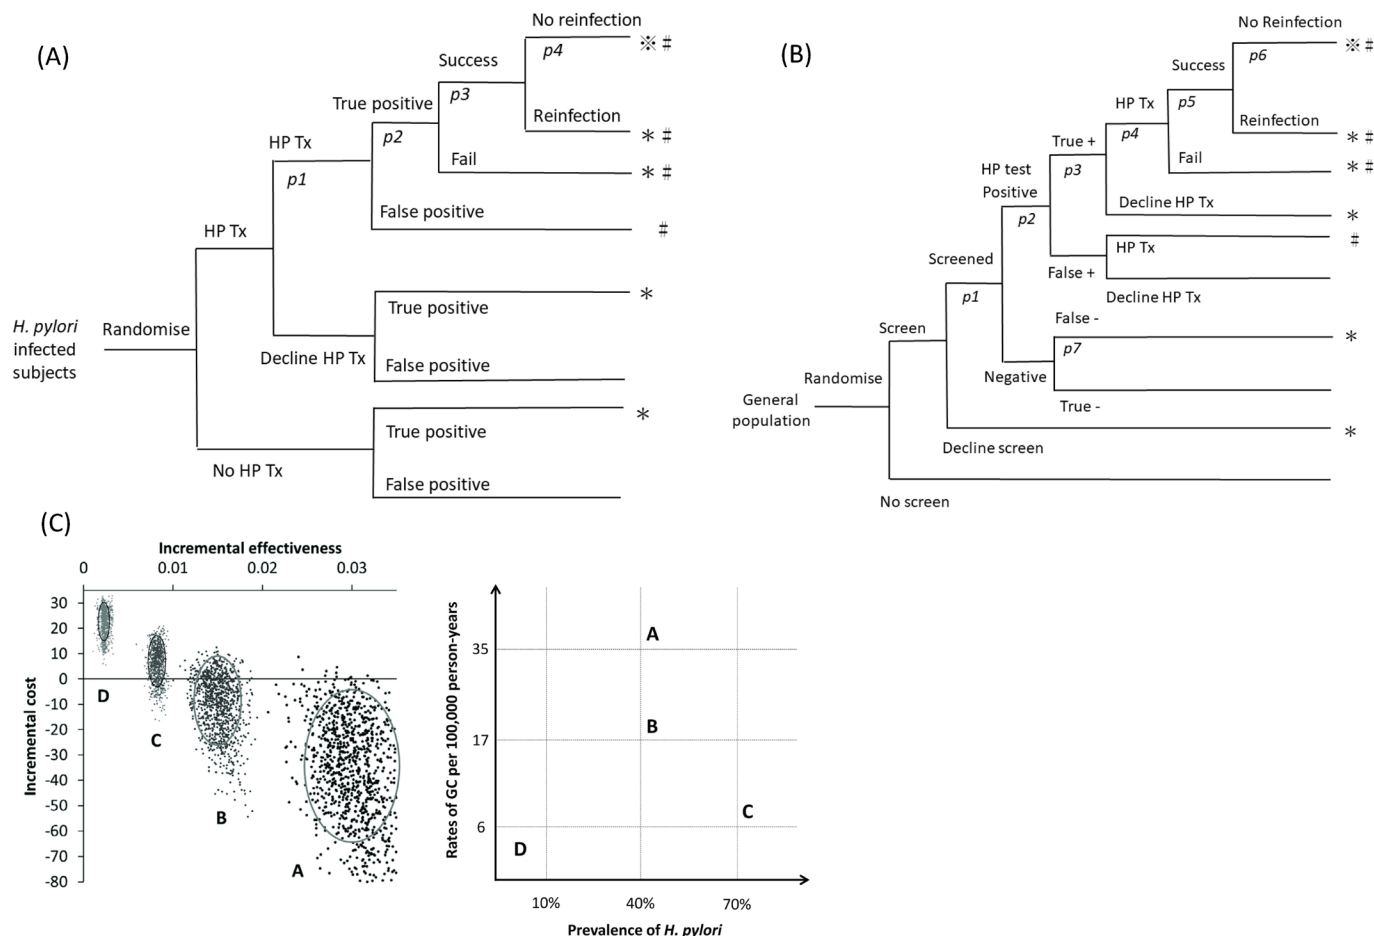 (A)
No reinfection
p4
※ #
Success
p3
Reinfection
* #
True positive
p2
Fail
* #
HP Tx
p1
False positive
#
HP Tx
True positive
*
H. pylori
infected
subjects
Randomise
Decline HP Tx
False positive
*
True positive
No HP Tx
False positive
(B)
No Reinfection
p6
※ #
Success
p5
Reinfection
* #
HP Tx
p4
Fail
* #
True +
p3
Decline HP Tx
*
HP test
Positive
p2
HP Tx
#
False +
Decline HP Tx
Screened
p1
False -
p7
*
Screen
Negative
True -
Randomise
General
population
*
Decline screen
No screen
(C)
Incremental effectiveness
0 0.01 0.02 0.03
Incremental cost
30
20
10
0
-10
-20
-30
-40
-50
-60
-70
-80
D
C
B
A
Rates of GC per 100,000 person-years
35
17
6
A
B
C
D
10% 40% 70%
Prevalence of H. pylori